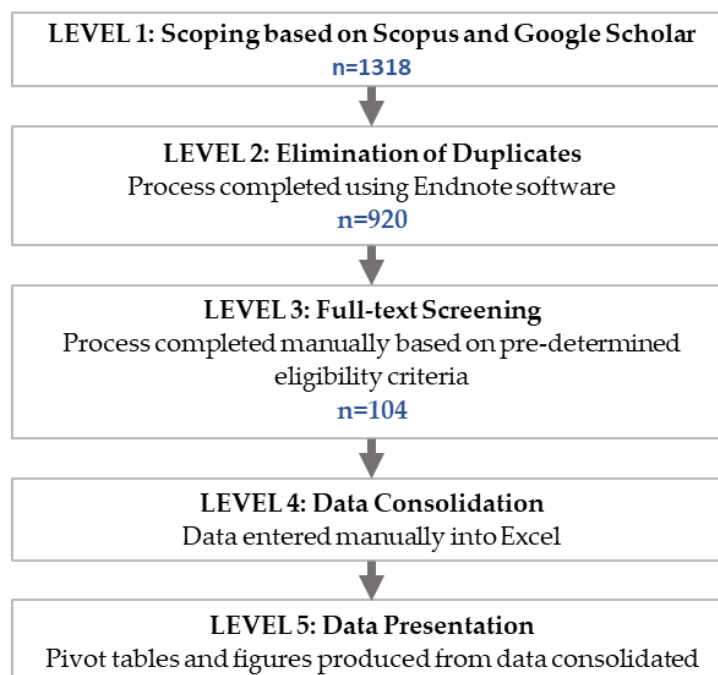 LEVEL 1: Scoping based on Scopus and Google Scholar
n=1318
LEVEL 2: Elimination of Duplicates
Process completed using Endnote software
n=920
LEVEL 3: Full-text Screening
Process completed manually based on pre-determined
eligibility criteria
n=104
LEVEL 4: Data Consolidation
Data entered manually into Excel
LEVEL 5: Data Presentation
Pivot tables and figures produced from data consolidated